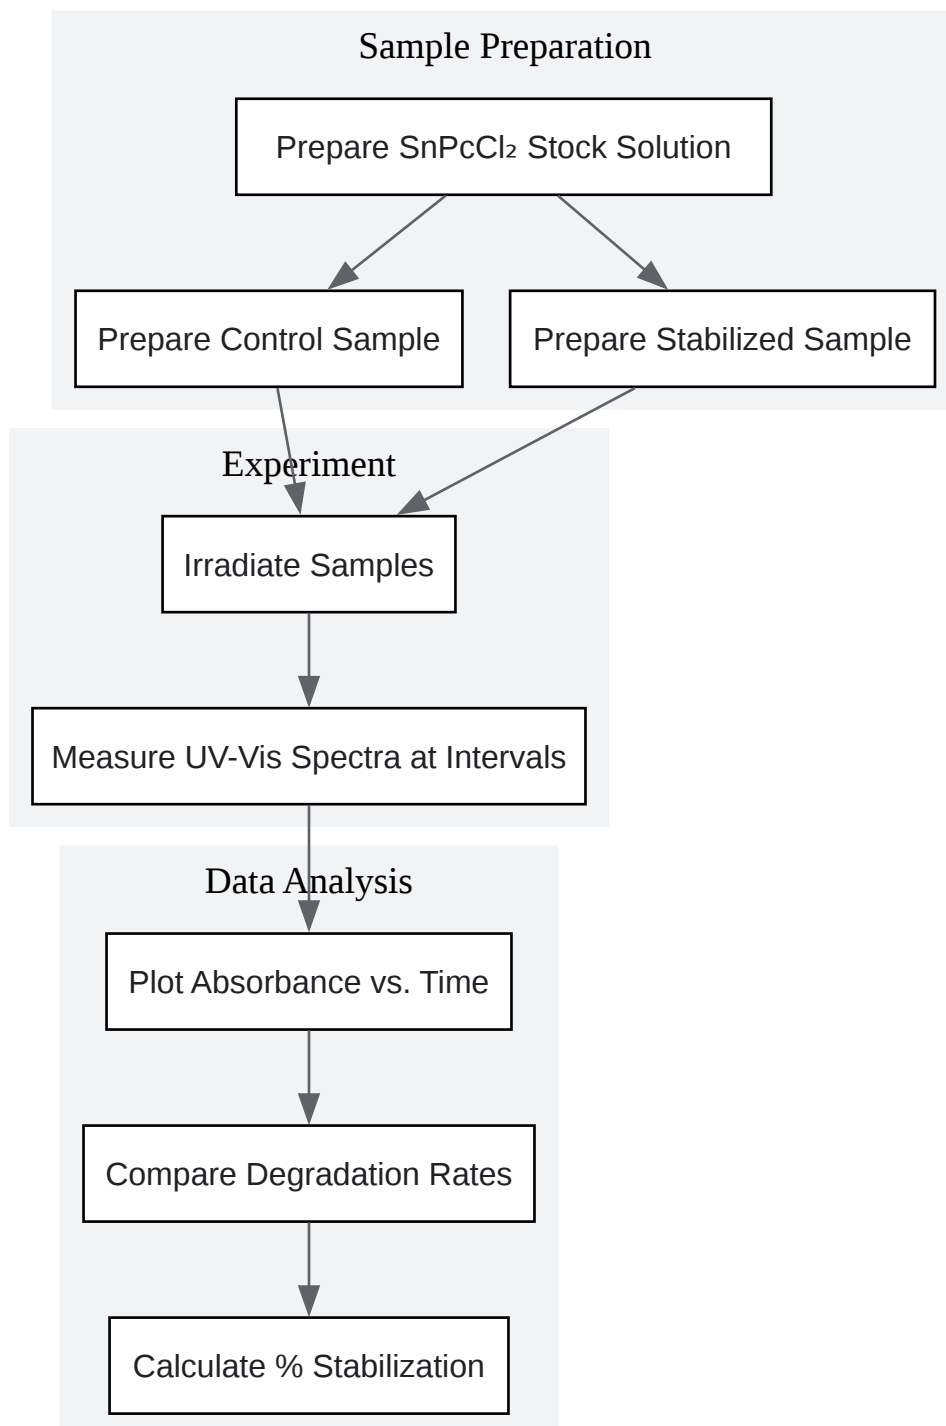 Sample Preparation
Prepare SnPcCl₂ Stock Solution
Prepare Control Sample
Prepare Stabilized Sample
Experiment
Irradiate Samples
Measure UV-Vis Spectra at Intervals
Data Analysis
Plot Absorbance vs. Time
Compare Degradation Rates
Calculate % Stabilization